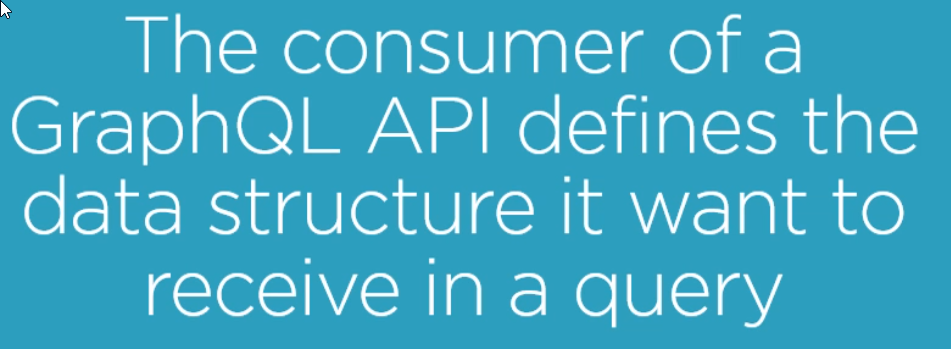 The consumer of a
GraphQL API defines the
data structure it want to
receive in a query